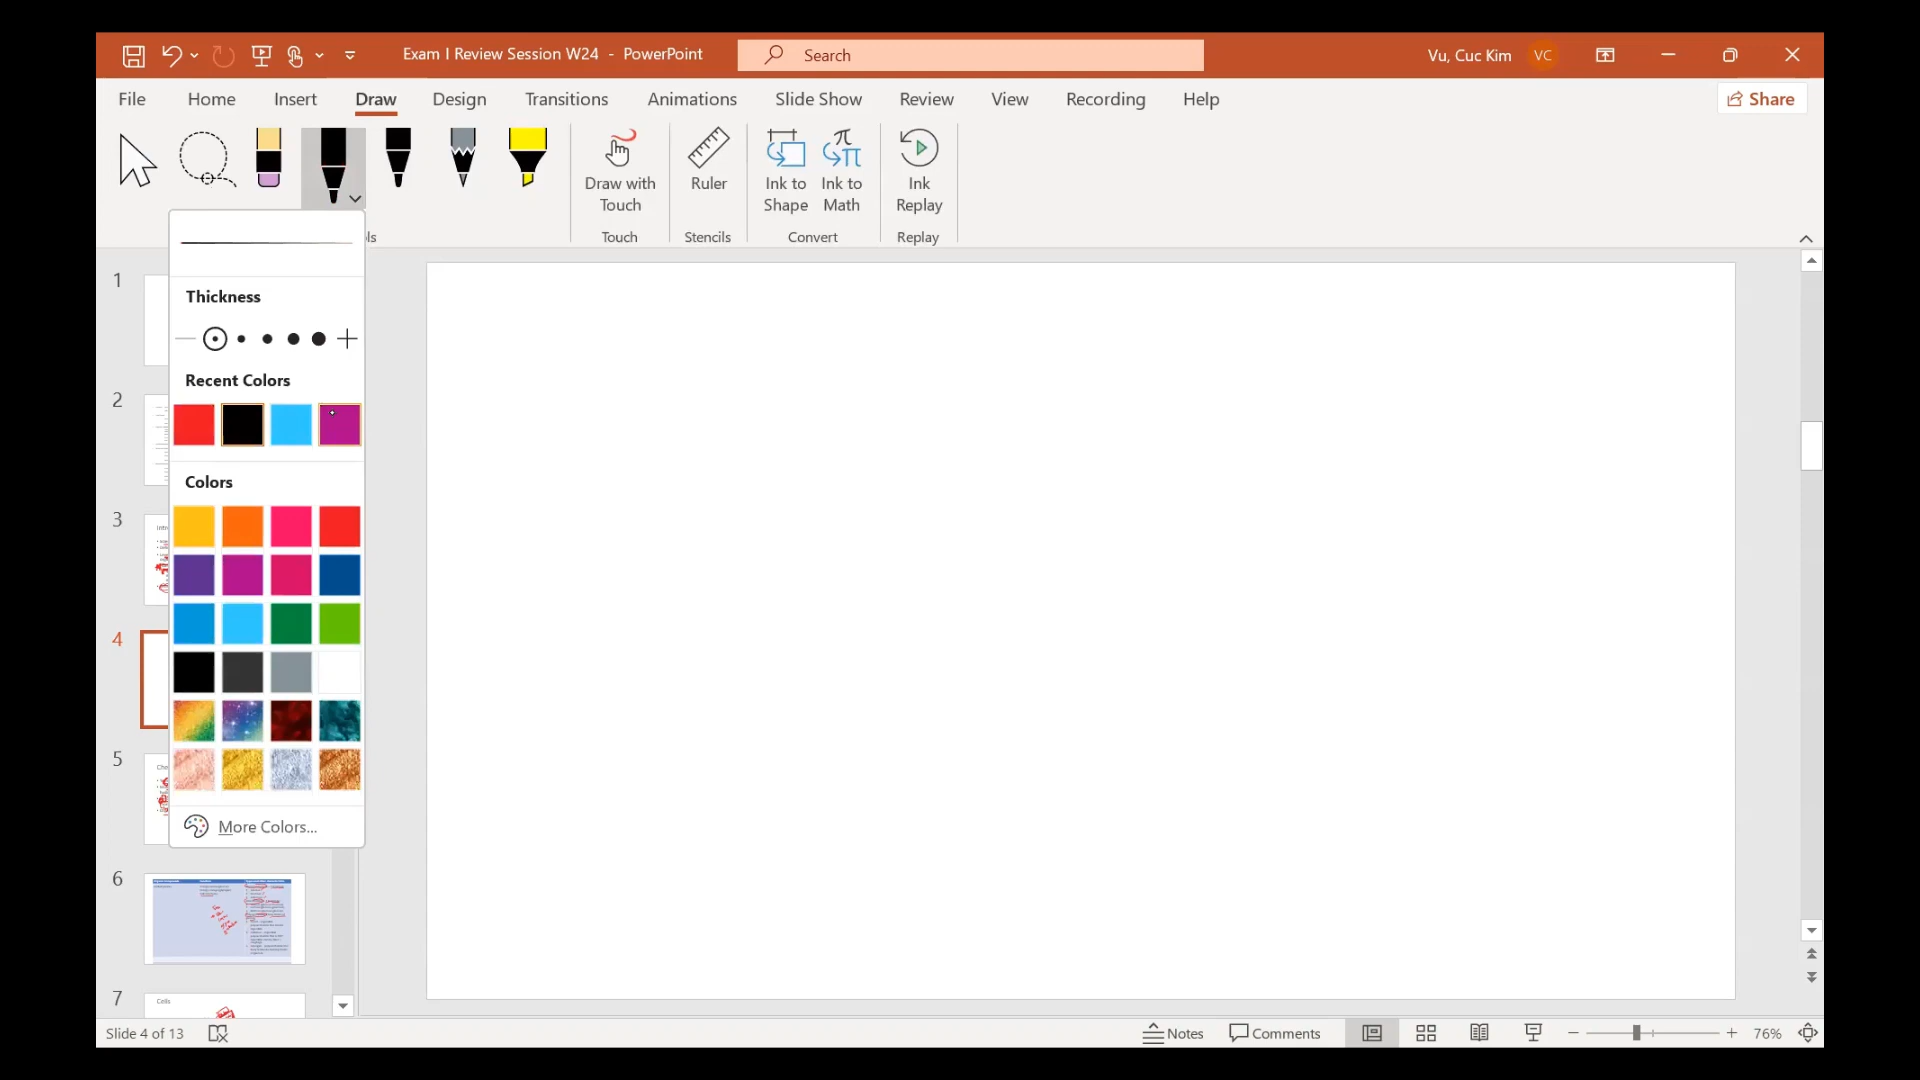 Exam I Review Session W24 - PowerPoint
Search
Vu, Cuc Kim
VC
File Home Insert Draw Design Transitions Animations Slide Show Review View Recording Help
Share
Draw with Touch
Ruler
Ink to Shape
Ink to Math
Ink Replay
ls
Touch
Stencils
Convert
Replay
Thickness
Recent Colors
Colors
More Colors...
1
2
3
4
5
6
7
Cells
Slide 4 of 13
Notes
Comments
76%